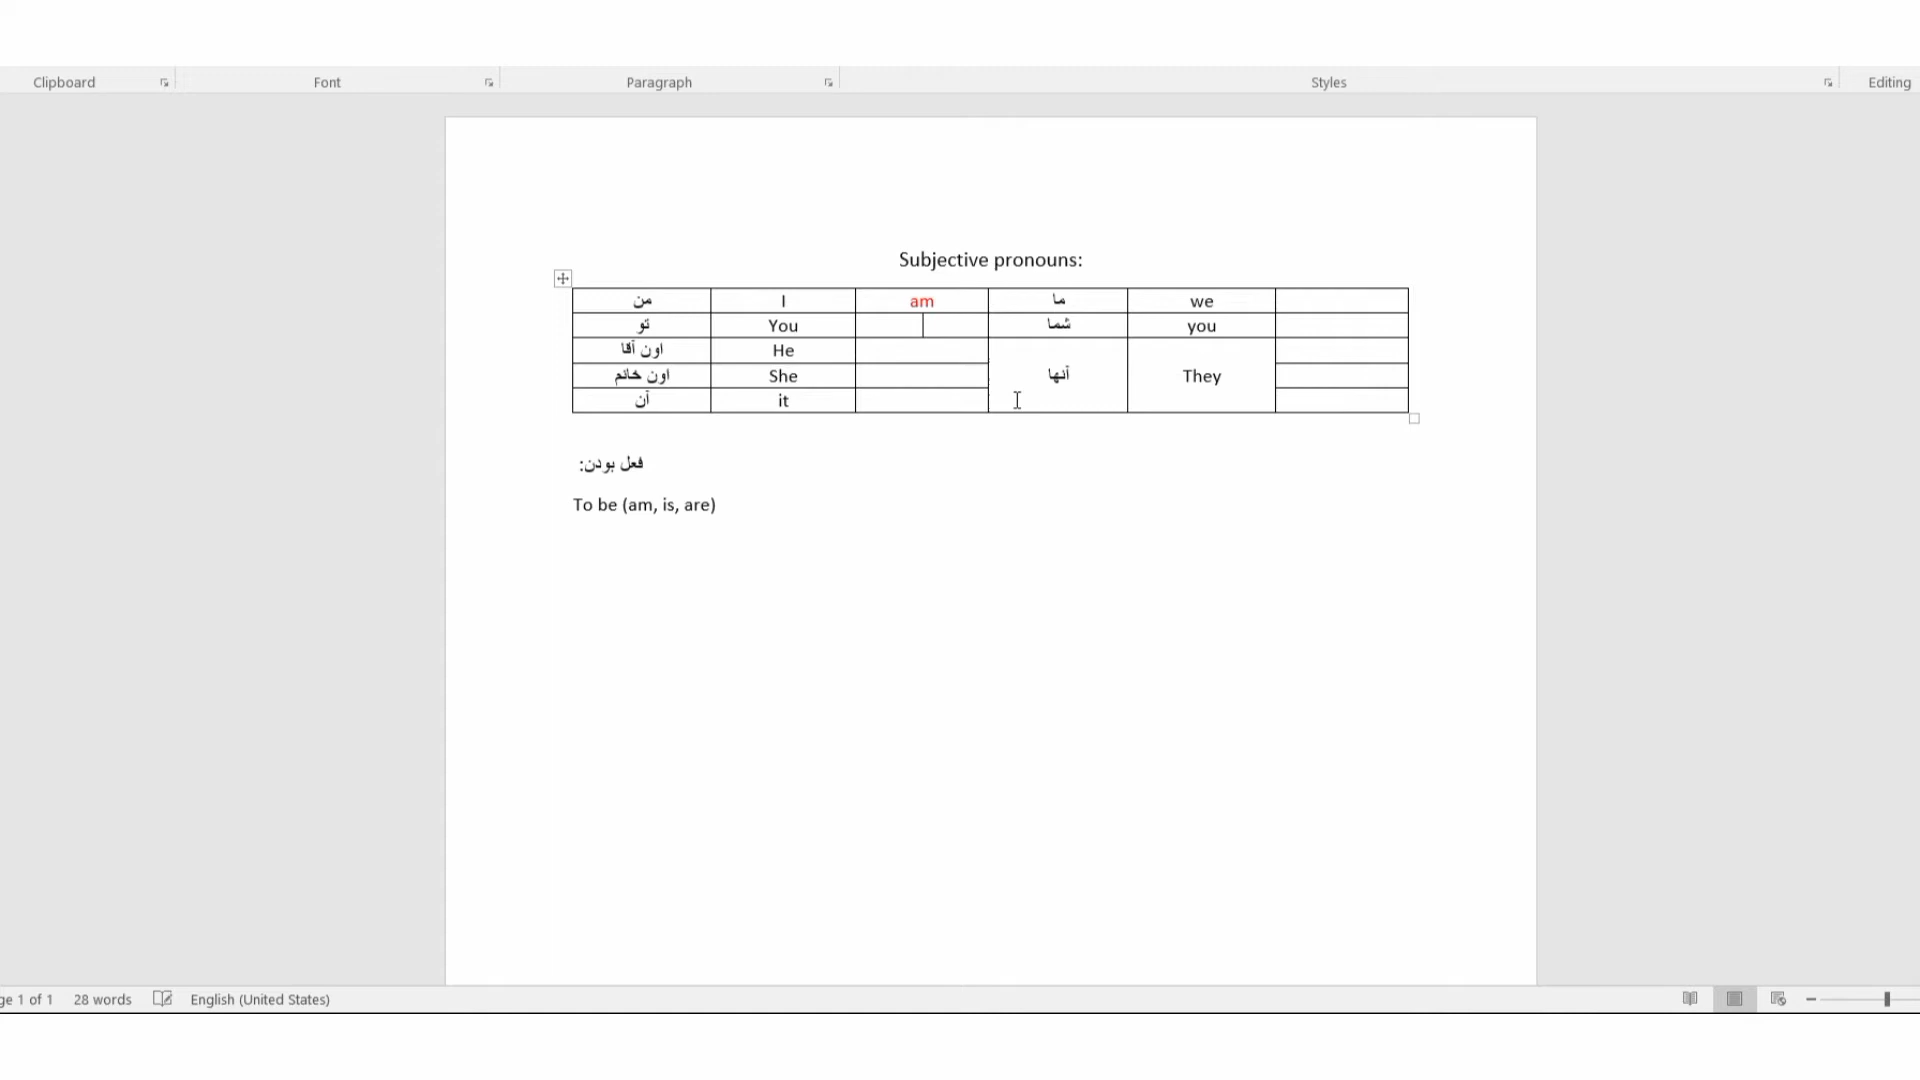 Clipboard Font Paragraph Styles Editing
Subjective pronouns:
من I am ما we
تو You شما you
اون آقا He
اون خانم She آنها They
آن it
فعل بودن:
To be (am, is, are)
ge 1 of 1 28 words English (United States)